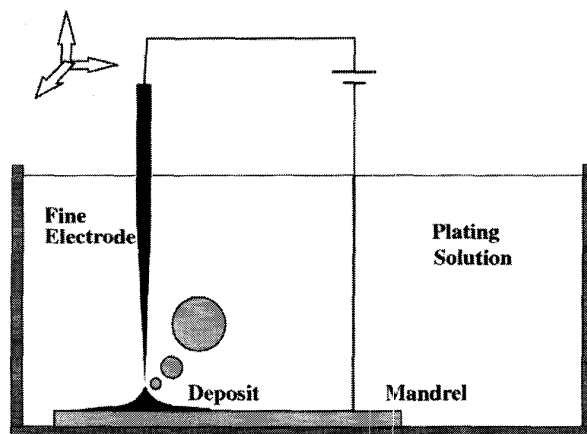 Fine
Electrode
Plating
Solution
Deposit
Mandrel